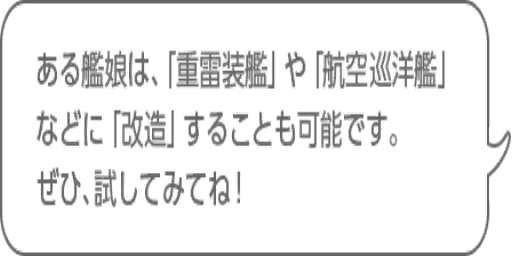 ある艦娘は、「重雷装艦」や「航空巡洋艦」
などに「改造」することも可能です。
ぜひ、試してみてね！